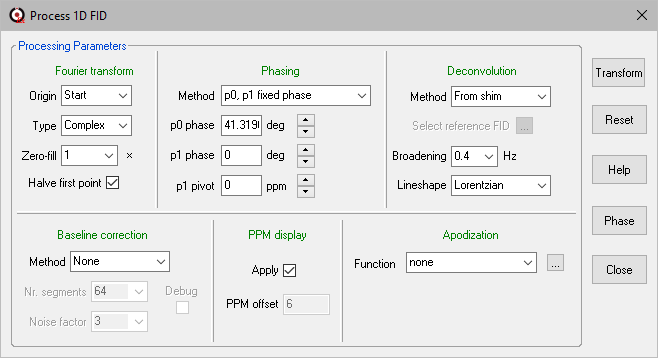 Process 1D FID
Processing Parameters
Fourier transform
Origin Start
Type Complex
Zero-fill 1 ×
Halve first point
Phasing
Method p0, p1 fixed phase
p0 phase 41.319 deg
p1 phase 0 deg
p1 pivot 0 ppm
Deconvolution
Method From shim
Select reference FID ...
Broadening 0.4 Hz
Lineshape Lorentzian
Baseline correction
Method None
Nr. segments 64 Debug
Noise factor 3
PPM display
Apply
PPM offset 6
Apodization
Function none ...
Transform
Reset
Help
Phase
Close